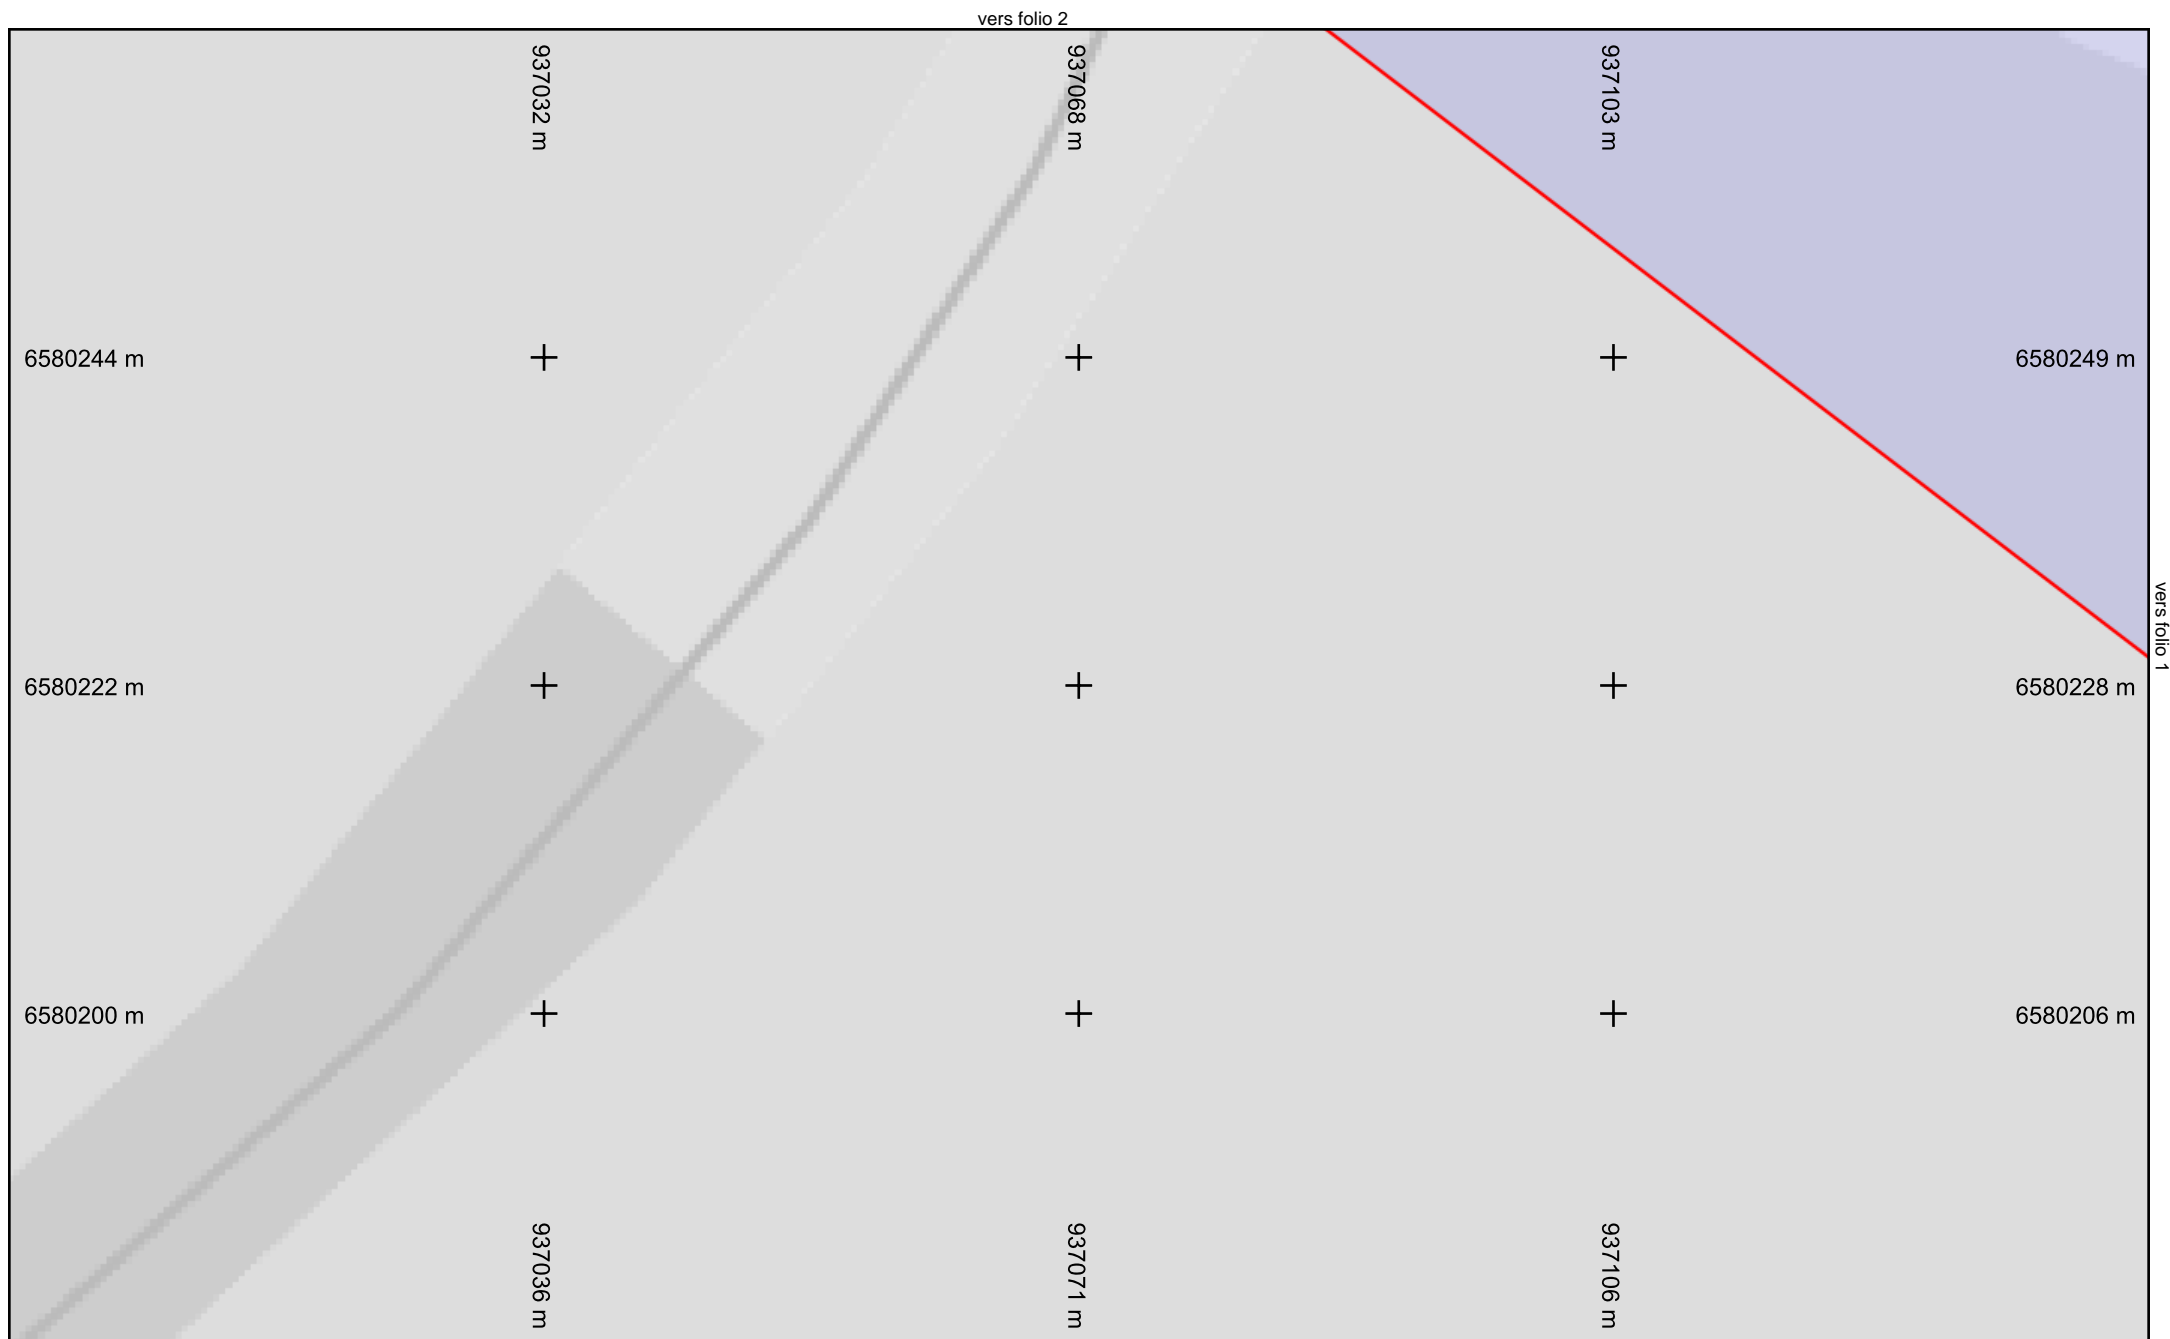 vers folio 2
937032 m
937068 m
937103 m
6580244 m
6580249 m
vers folio 1
6580222 m
6580228 m
6580200 m
6580206 m
937036 m
937071 m
937106 m